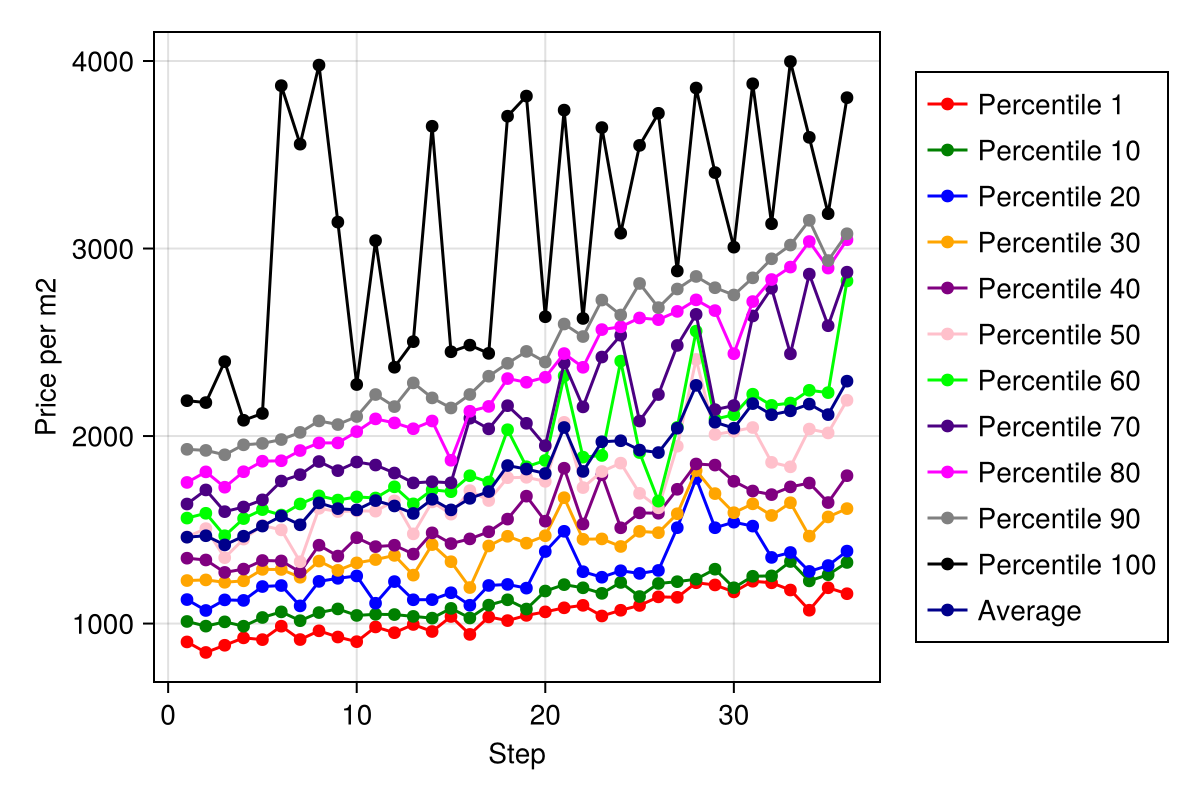 4000
3000
2000
1000
Price per m2
0 10 20 30
Step
Percentile 1
Percentile 10
Percentile 20
Percentile 30
Percentile 40
Percentile 50
Percentile 60
Percentile 70
Percentile 80
Percentile 90
Percentile 100
Average